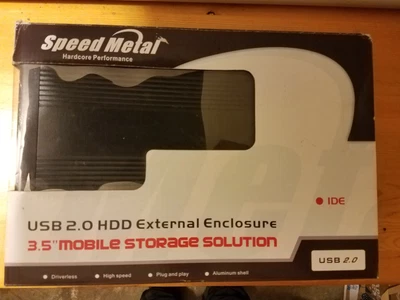 Speed Metal
Hardcore Performance
IDE
USB 2.0 HDD External Enclosure
3.5" MOBILE STORAGE SOLUTION
USB 2.0
Driverless High speed Plug and play Aluminum shell